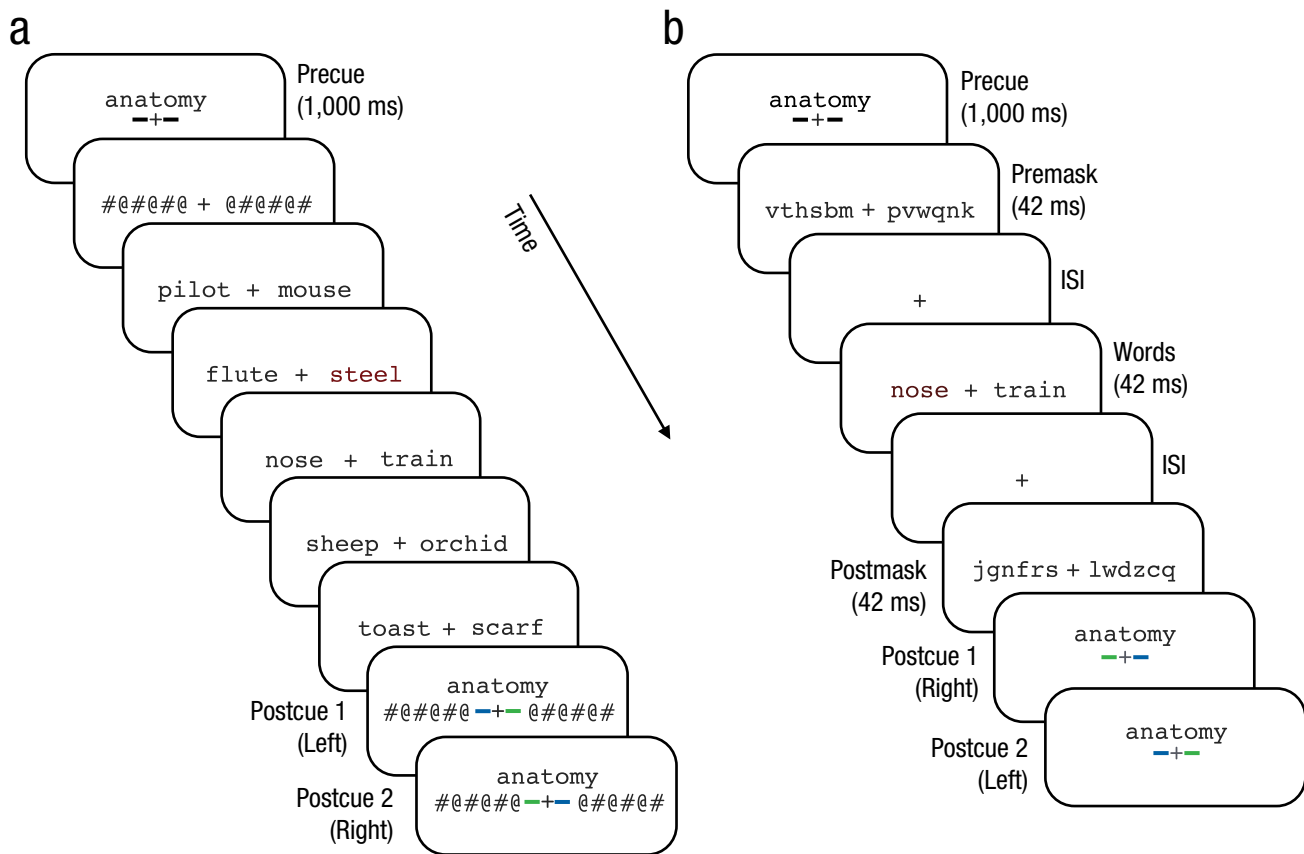 a
anatomy
+
Precue
(1,000 ms)
#@#@#@ + @#@#@#
pilot + mouse
flute + steel
nose + train
sheep + orchid
toast + scarf
anatomy
#@#@#@ + @#@#@#
Postcue 1
(Left)
anatomy
#@#@#@ + @#@#@#
Postcue 2
(Right)
Time
b
anatomy
+
Precue
(1,000 ms)
vthsbm + pvwqnk
Premask
(42 ms)
+
ISI
nose + train
Words
(42 ms)
+
ISI
jgnfrs + lwdzcq
Postmask
(42 ms)
anatomy
+
Postcue 1
(Right)
anatomy
+
Postcue 2
(Left)